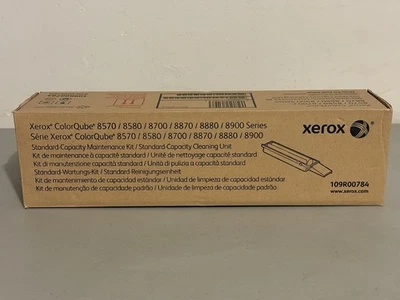 Xerox® ColorQube® 8570 / 8580 / 8700 / 8870 / 8880 / 8900 Series
Série Xerox® ColorQube® 8570 / 8580 / 8700 / 8870 / 8880 / 8900
Standard-Capacity Maintenance Kit / Standard-Capacity Cleaning Unit
Kit de maintenance à capacité standard / Unité de nettoyage capacité standard
Kit di manutenzione capacità standard / Unità di pulizia a capacità standard
Standard-Wartungs-Kit / Standard-Reinigungseinheit
Kit de mantenimiento de capacidad estándar / Unidad de limpieza de capacidad estándar
Kit de manutenção de capacidade padrão / Unidade de limpeza de capacidade padrão
xerox
109R00784
www.xerox.com